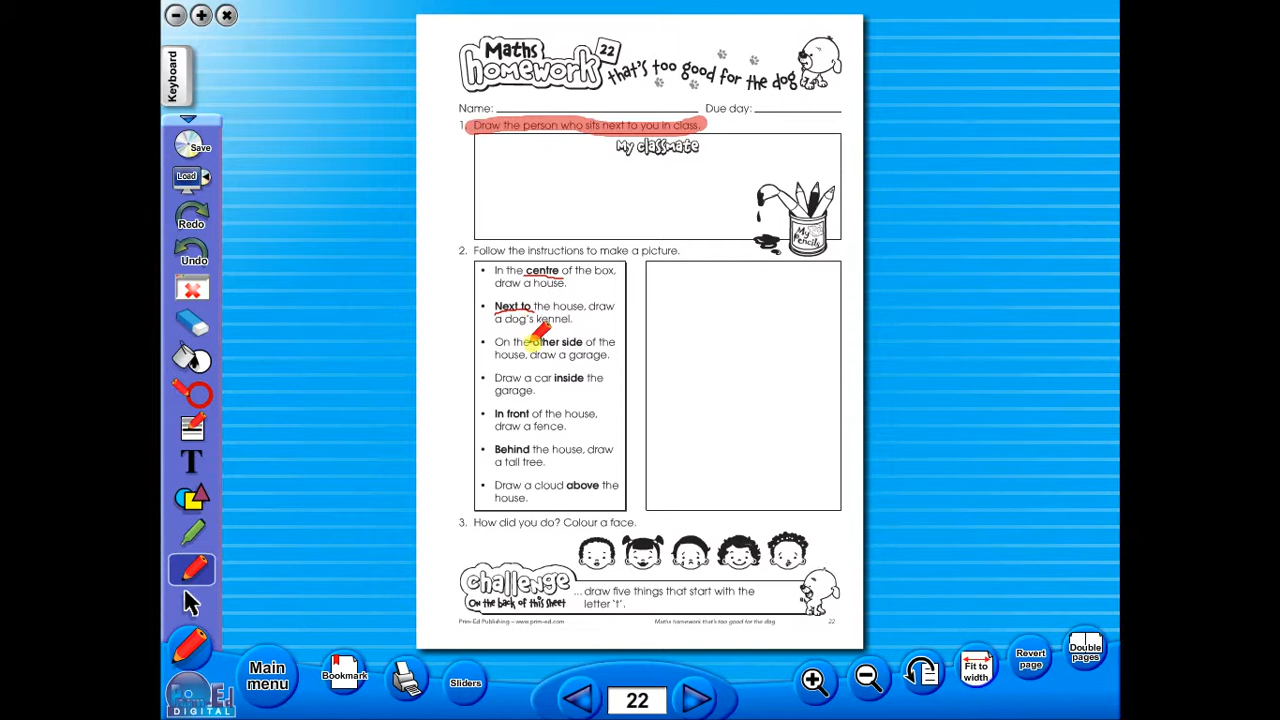 Keyboard
Save
Load
Redo
Undo
T
Maths
homework
22
that's too good for the dog
Name:
Due day:
1. Draw the person who sits next to you in class.
My classmate
My Pencils
2. Follow the instructions to make a picture.
• In the centre of the box,
draw a house.
• Next to the house, draw
a dog's kennel.
• On the other side of the
house, draw a garage.
• Draw a car inside the
garage.
• In front of the house,
draw a fence.
• Behind the house, draw
a tall tree.
• Draw a cloud above the
house.
3. How did you do? Colour a face.
Challenge
On the back of this sheet
... draw five things that start with the
letter 't'.
Prim-Ed Publishing – www.prim-ed.com
Maths homework that's too good for the dog
22
Prim Ed
DIGITAL
Main
menu
Bookmark
Sliders
22
Fit to
width
Revert
page
Double
pages